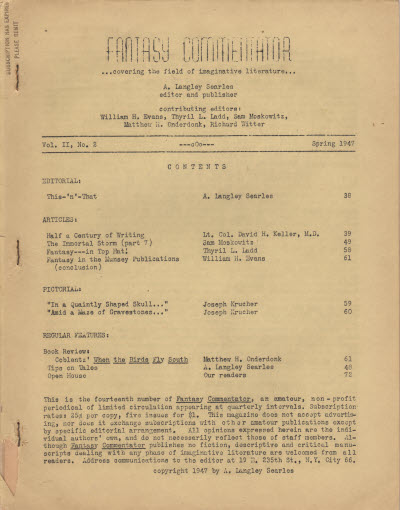 SUBSCRIPTION HAS EXPIRED
PLEASE REMIT
FANTASY COMMENTATOR
...covering the field of imaginative literature...
A. Langley Searles
editor and publisher
contributing editors:
William H. Evans, Thyril L. Ladd, Sam Moskowitz,
Matthew H. Onderdonk, Richard Witter
Vol. II, No. 2 ---oOo--- Spring 1947
C O N T E N T S
EDITORIAL:
This-'n'-That A. Langley Searles 38
ARTICLES:
Half a Century of Writing Lt. Col. David H. Keller, M.D. 39
The Immortal Storm (part 7) Sam Moskowitz 49
Fantasy---in Top Hat! Thyril L. Ladd 58
Fantasy in the Munsey Publications William H. Evans 61
(conclusion)
PICTORIAL:
"In a Quaintly Shaped Skull..." Joseph Krucher 59
"Amid a Maze of Gravestones..." Joseph Krucher 60
REGULAR FEATURES:
Book Review:
Coblentz' When the Birds Fly South Matthew H. Onderdonk 61
Tips on Tales A. Langley Searles 48
Open House Our readers 72
This is the fourteenth number of Fantasy Commentator, an amateur, non-profit
periodical of limited circulation appearing at quarterly intervals. Subscription
rates: 25¢ per copy, five issues for $1. This magazine does not accept advertis-
ing, nor does it exchange subscriptions with other amateur publications except
by specific editorial arrangement. All opinions expressed herein are the indi-
vidual authors' own, and do not necessarily reflect those of staff members. Al-
though Fantasy Commentator publishes no fiction, descriptive and critical manu-
scripts dealing with any phase of imaginative literature are welcomed from all
readers. Address communications to the editor at 19 E. 235th St., N.Y. City 66.
copyright 1947 by A. Langley Searles